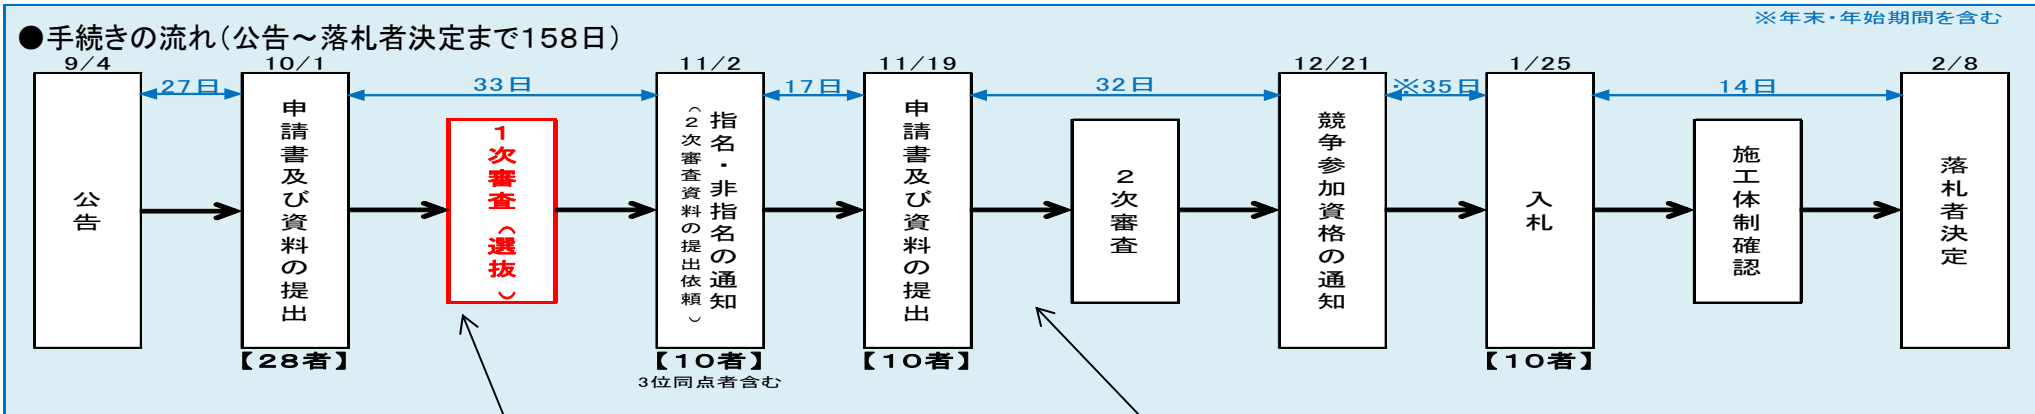 ※年末・年始期間を含む
●手続きの流れ(公告～落札者決定まで158日)
9/4
10/1
11/2
11/19
12/21
1/25
2/8
27日
33日
17日
32日
※35日
14日
公告
申請書及び資料の提出
1次審査(選抜)
指名・非指名の通知
(2次審査資料の提出依頼)
申請書及び資料の提出
2次審査
競争参加資格の通知
入札
施工体制確認
落札者決定
【28者】
【10者】
【10者】
【10者】
3位同点者含む